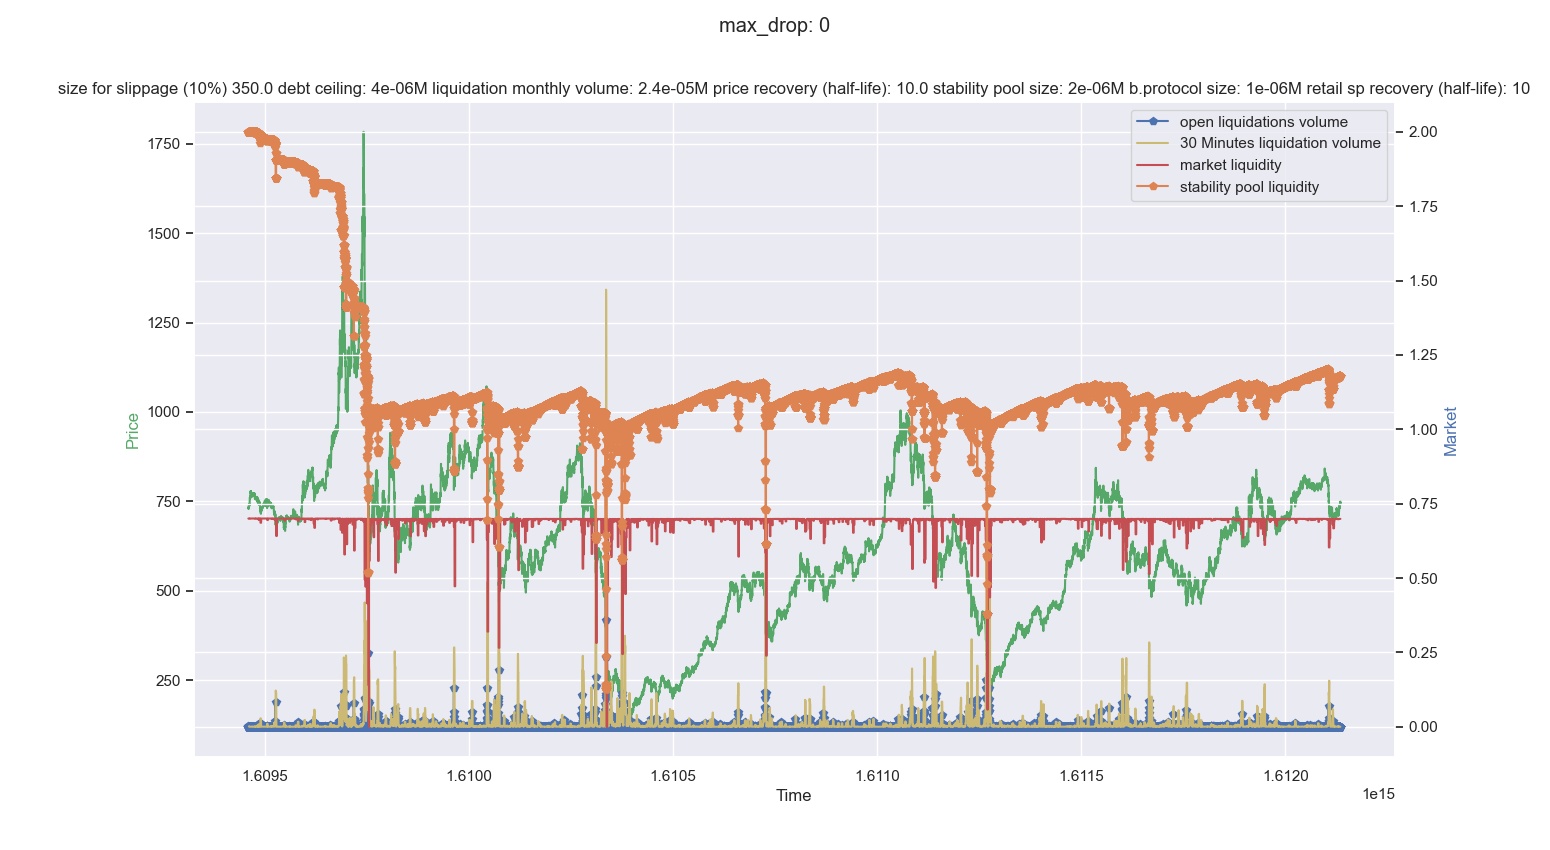 max_drop: 0
size for slippage (10%) 350.0 debt ceiling: 4e-06M liquidation monthly volume: 2.4e-05M price recovery (half-life): 10.0 stability pool size: 2e-06M b.protocol size: 1e-06M retail sp recovery (half-life): 10
open liquidations volume
30 Minutes liquidation volume
market liquidity
stability pool liquidity
1750
1500
1250
1000
750
500
250
Price
2.00
1.75
1.50
1.25
1.00
0.75
0.50
0.25
0.00
Market
1.6095 1.6100 1.6105 1.6110 1.6115 1.6120
Time
1e15